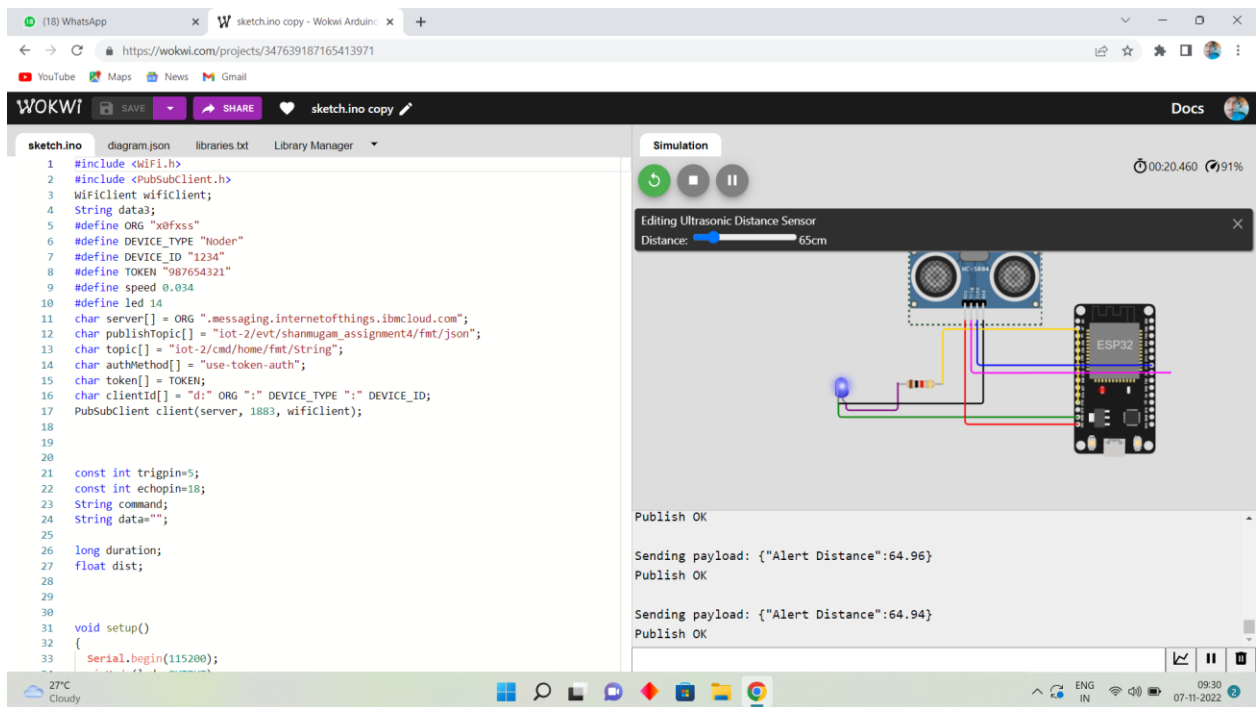 18 (18) WhatsApp
sketch.ino copy - Wokwi Arduino
https://wokwi.com/projects/347639187165413971
YouTube Maps News Gmail
WOKWI SAVE SHARE sketch.ino copy Docs
sketch.ino diagram.json libraries.txt Library Manager
1 #include <WiFi.h>
2 #include <PubSubClient.h>
3 WiFiClient wifiClient;
4 String data3;
5 #define ORG "x0fxss"
6 #define DEVICE_TYPE "Noder"
7 #define DEVICE_ID "1234"
8 #define TOKEN "987654321"
9 #define speed 0.034
10 #define led 14
11 char server[] = ORG ".messaging.internetofthings.ibmcloud.com";
12 char publishTopic[] = "iot-2/evt/shanmugam_assignment4/fmt/json";
13 char topic[] = "iot-2/cmd/home/fmt/String";
14 char authMethod[] = "use-token-auth";
15 char token[] = TOKEN;
16 char clientId[] = "d:" ORG ":" DEVICE_TYPE ":" DEVICE_ID;
17 PubSubClient client(server, 1883, wifiClient);
18
19
20
21 const int trigpin=5;
22 const int echopin=18;
23 String command;
24 String data="";
25
26 long duration;
27 float dist;
28
29
30
31 void setup()
32 {
33 Serial.begin(115200);
Simulation
00:20.460 91%
Editing Ultrasonic Distance Sensor
Distance: 65cm
HC-SR04
ESP32
Publish OK
Sending payload: {"Alert Distance":64.96}
Publish OK
Sending payload: {"Alert Distance":64.94}
Publish OK
27°C
Cloudy
ENG
IN
09:30
07-11-2022
2